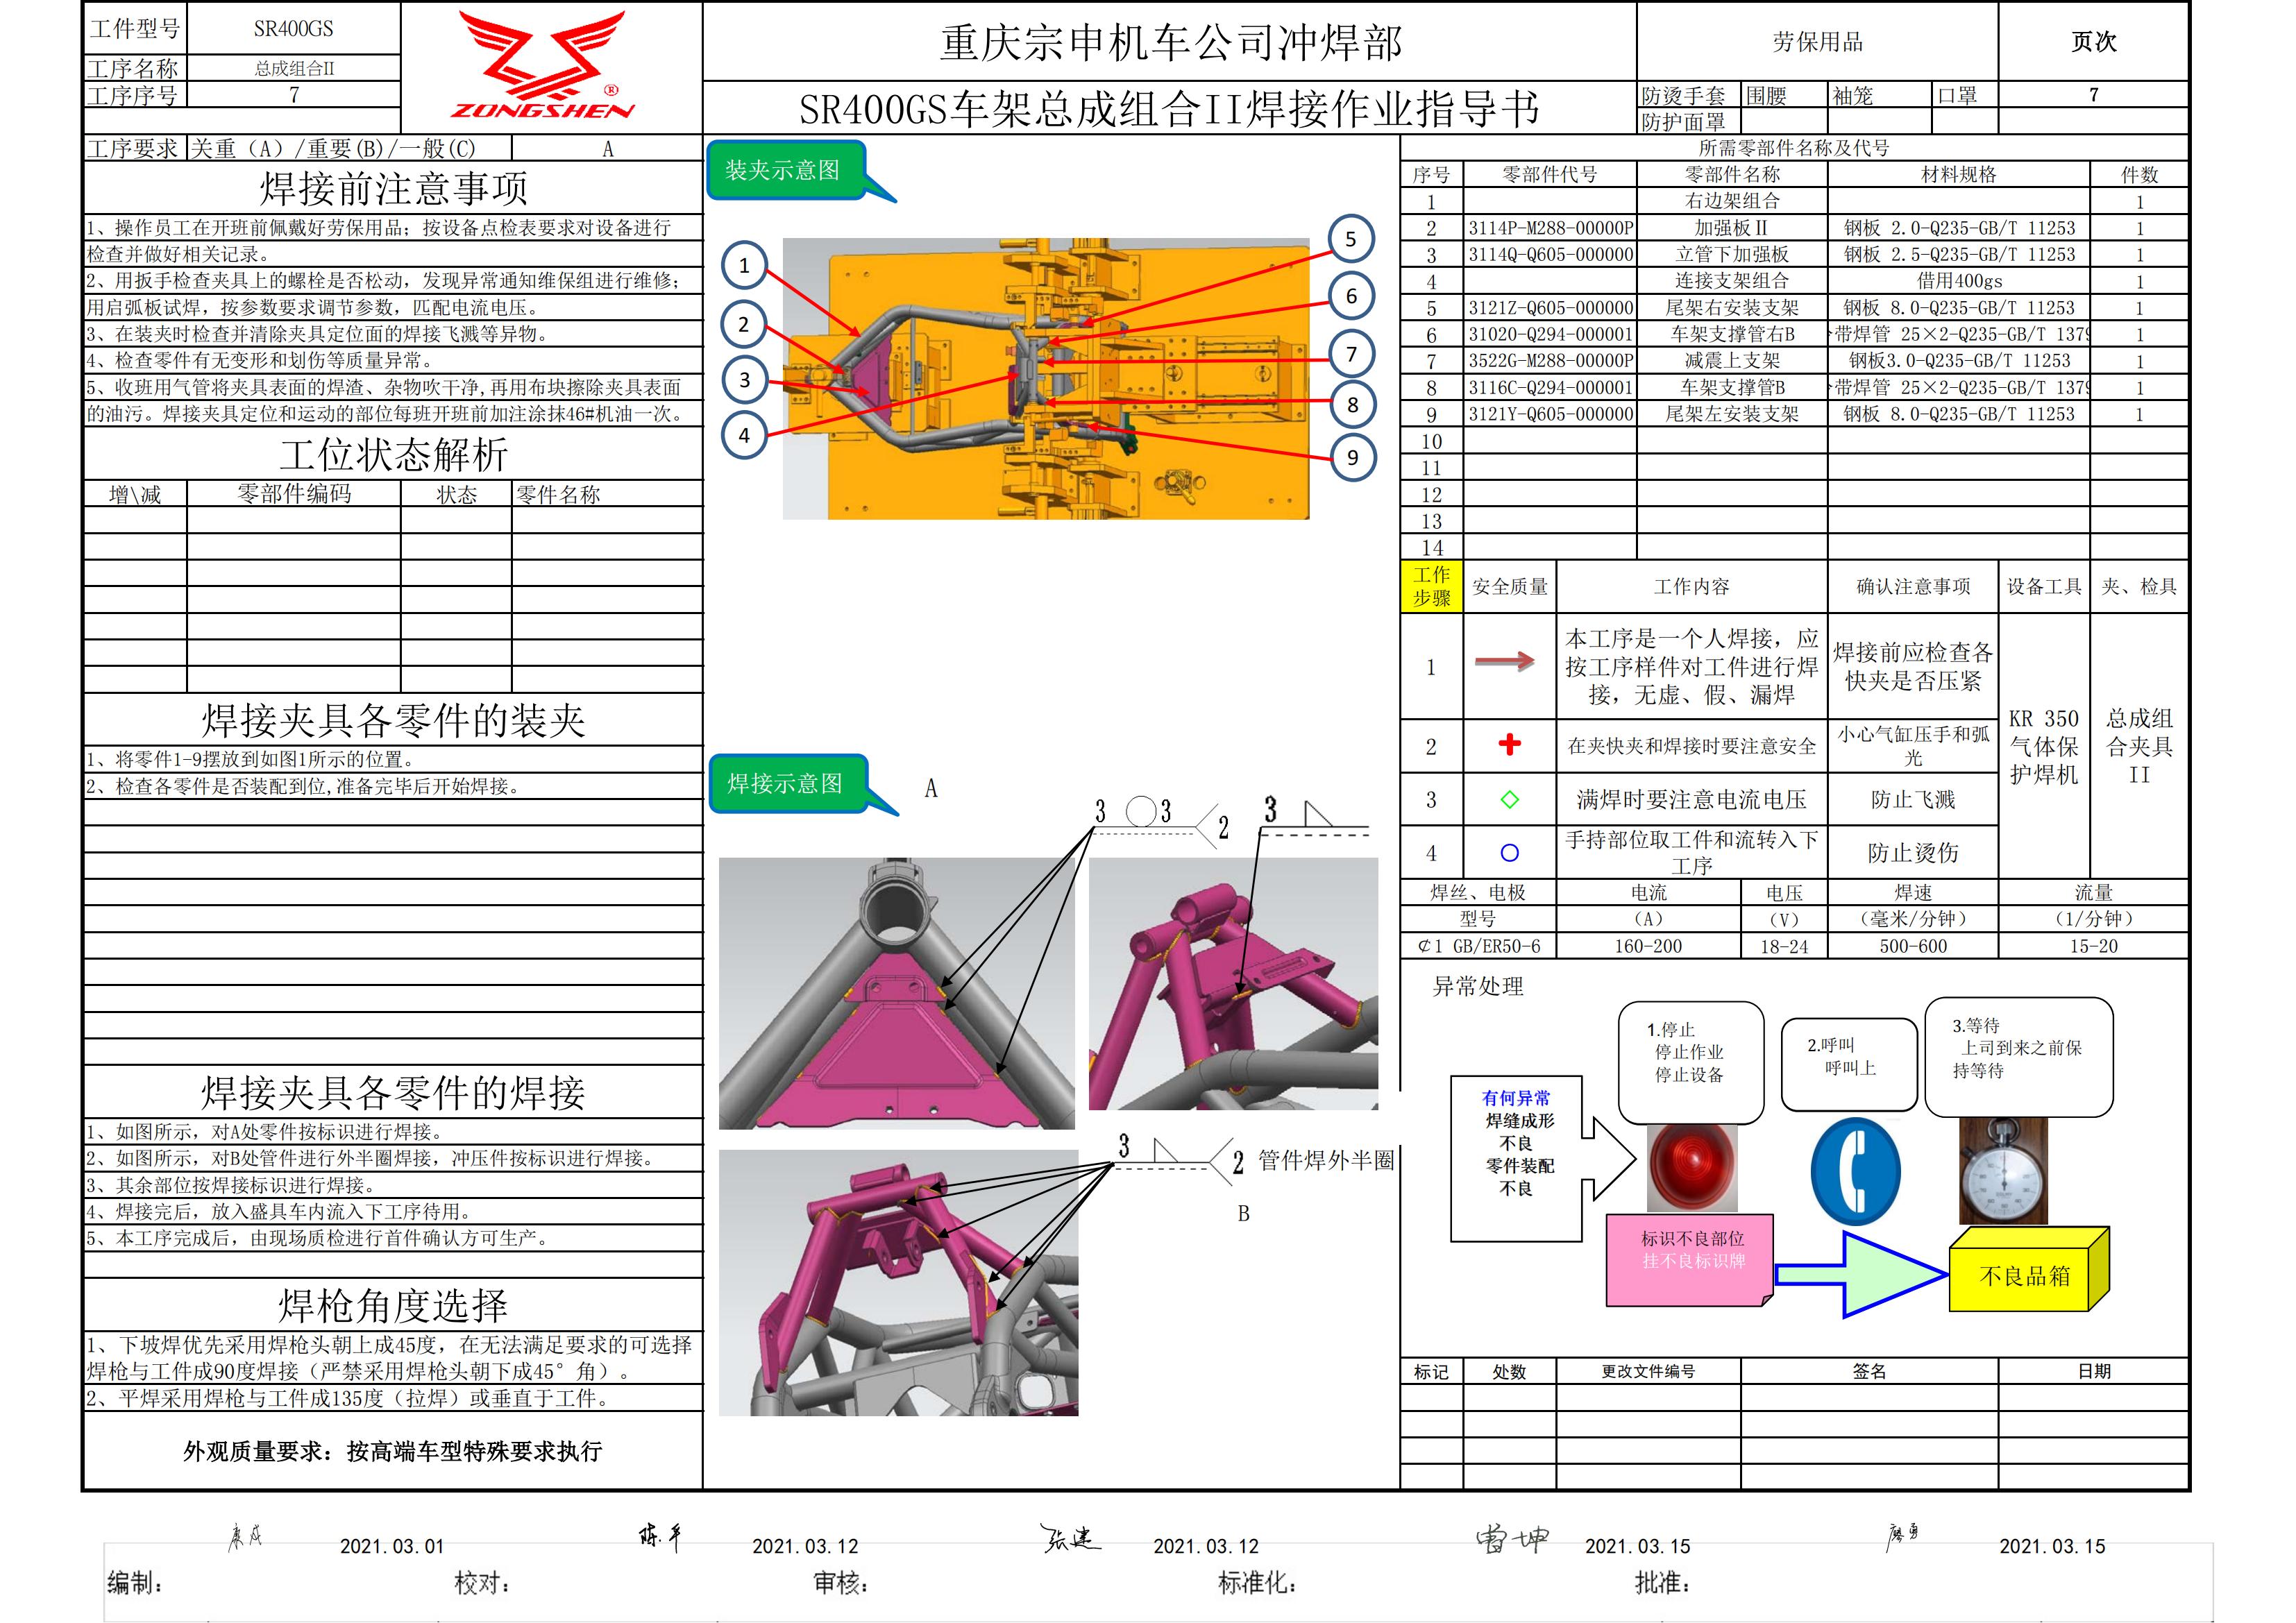 工件型号 SR400GS
工序名称 总成组合II
工序序号 7
ZONGSHEN ®
重庆宗申机车公司冲焊部
SR400GS车架总成组合II焊接作业指导书
劳保用品 页次
防烫手套 围腰 袖笼 口罩 7
防护面罩
工序要求 关重（A）/重要(B)/一般(C) A
焊接前注意事项
1、操作员工在开班前佩戴好劳保用品；按设备点检表要求对设备进行
检查并做好相关记录。
2、用扳手检查夹具上的螺栓是否松动，发现异常通知维保组进行维修；
用启弧板试焊，按参数要求调节参数，匹配电流电压。
3、在装夹时检查并清除夹具定位面的焊接飞溅等异物。
4、检查零件有无变形和划伤等质量异常。
5、收班用气管将夹具表面的焊渣、杂物吹干净,再用布块擦除夹具表面
的油污。焊接夹具定位和运动的部位每班开班前加注涂抹46#机油一次。
工位状态解析
增\减 零部件编码 状态 零件名称
焊接夹具各零件的装夹
1、将零件1-9摆放到如图1所示的位置。
2、检查各零件是否装配到位,准备完毕后开始焊接。
焊接夹具各零件的焊接
1、如图所示，对A处零件按标识进行焊接。
2、如图所示，对B处管件进行外半圈焊接，冲压件按标识进行焊接。
3、其余部位按焊接标识进行焊接。
4、焊接完后，放入盛具车内流入下工序待用。
5、本工序完成后，由现场质检进行首件确认方可生产。
焊枪角度选择
1、下坡焊优先采用焊枪头朝上成45度，在无法满足要求的可选择
焊枪与工件成90度焊接（严禁采用焊枪头朝下成45°角）。
2、平焊采用焊枪与工件成135度（拉焊）或垂直于工件。
外观质量要求：按高端车型特殊要求执行
装夹示意图
1
2
3
4
5
6
7
8
9
焊接示意图
A
3 3 2
3
3 2 管件焊外半圈
B
所需零部件名称及代号
序号 零部件代号 零部件名称 材料规格 件数
1 右边架组合 1
2 3114P-M288-00000P 加强板Ⅱ 钢板 2.0-Q235-GB/T 11253 1
3 3114Q-Q605-000000 立管下加强板 钢板 2.5-Q235-GB/T 11253 1
4 连接支架组合 借用400gs 1
5 3121Z-Q605-000000 尾架右安装支架 钢板 8.0-Q235-GB/T 11253 1
6 31020-Q294-000001 车架支撑管右B 带焊管 25×2-Q235-GB/T 1379 1
7 3522G-M288-00000P 减震上支架 钢板3.0-Q235-GB/T 11253 1
8 3116C-Q294-000001 车架支撑管B 带焊管 25×2-Q235-GB/T 1379 1
9 3121Y-Q605-000000 尾架左安装支架 钢板 8.0-Q235-GB/T 11253 1
10
11
12
13
14
工作步骤 安全质量 工作内容 确认注意事项 设备工具 夹、检具
1 本工序是一个人焊接，应按工序样件对工件进行焊接，无虚、假、漏焊 焊接前应检查各快夹是否压紧
2 在夹快夹和焊接时要注意安全 小心气缸压手和弧光
3 满焊时要注意电流电压 防止飞溅
4 手持部位取工件和流转入下工序 防止烫伤
KR 350气体保护焊机
总成组合夹具II
焊丝、电极 电流 电压 焊速 流量
型号 （A） （V） （毫米/分钟） （1/分钟）
¢1 GB/ER50-6 160-200 18-24 500-600 15-20
异常处理
有何异常
焊缝成形
不良
零件装配
不良
1.停止
停止作业
停止设备
2.呼叫
呼叫上
3.等待
上司到来之前保
持等待
标识不良部位
挂不良标识牌
不良品箱
标记 处数 更改文件编号 签名 日期
2021.03.01 陈平 2021.03.12 张建 2021.03.12 雷坤 2021.03.15 廖勇 2021.03.15
编制： 校对： 审核： 标准化： 批准：